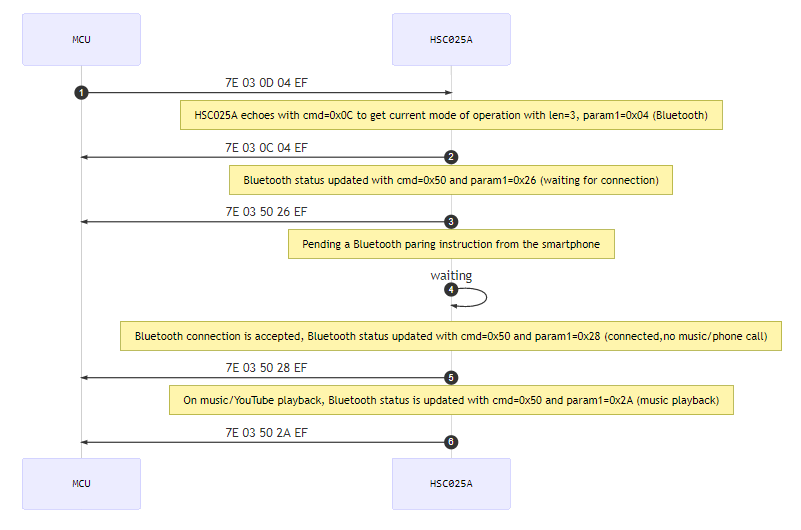 MCU
HSC025A
7E 03 0D 04 EF
1
HSC025A echoes with cmd=0x0C to get current mode of operation with len=3, param1=0x04 (Bluetooth)
7E 03 0C 04 EF
2
Bluetooth status updated with cmd=0x50 and param1=0x26 (waiting for connection)
7E 03 50 26 EF
3
Pending a Bluetooth paring instruction from the smartphone
waiting
4
Bluetooth connection is accepted, Bluetooth status updated with cmd=0x50 and param1=0x28 (connected,no music/phone call)
7E 03 50 28 EF
5
On music/YouTube playback, Bluetooth status is updated with cmd=0x50 and param1=0x2A (music playback)
7E 03 50 2A EF
6
MCU
HSC025A